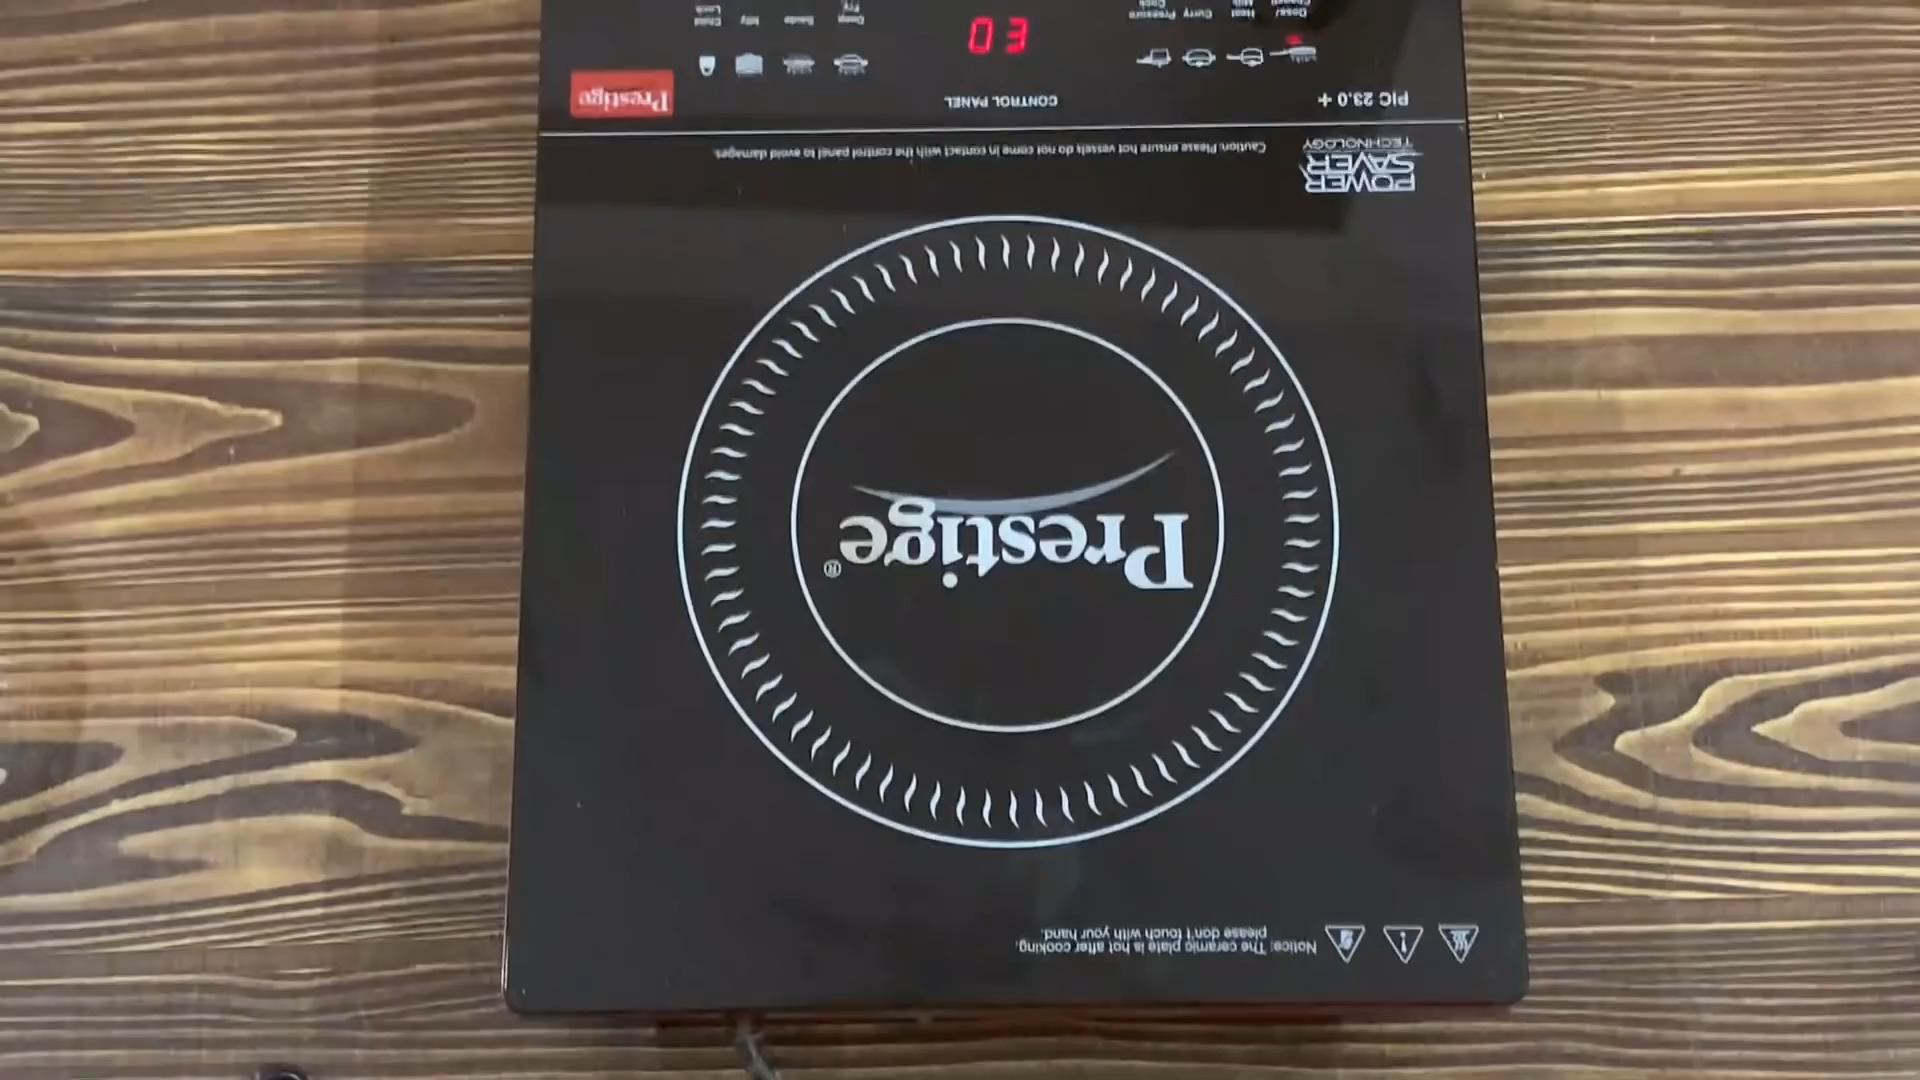 Notice: The ceramic plate is hot after cooking,
please don't touch with your hand.
Prestige®
POWER
SAVER
TECHNOLOGY
Caution: Please ensure hot vessels do not come in contact with the control panel to avoid damages.
PIC 23.0 +
CONTROL PANEL
Prestige
E0
Dosa/
Chapati
Heat
Milk
Curry
Pressure
Cook
Deep
Fry
Saute
Idly
Child
Lock